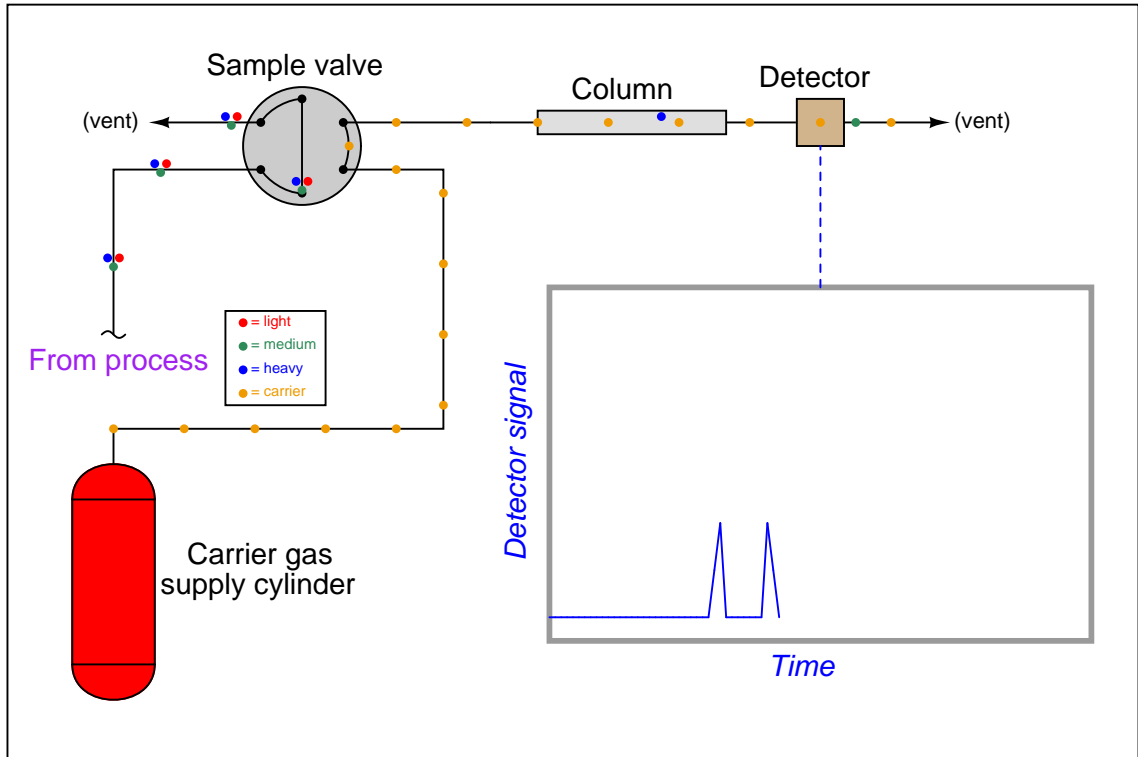 Sample valve
Column
Detector
(vent)
(vent)
= light
= medium
= heavy
= carrier
From process
Detector signal
Carrier gas
supply cylinder
Time